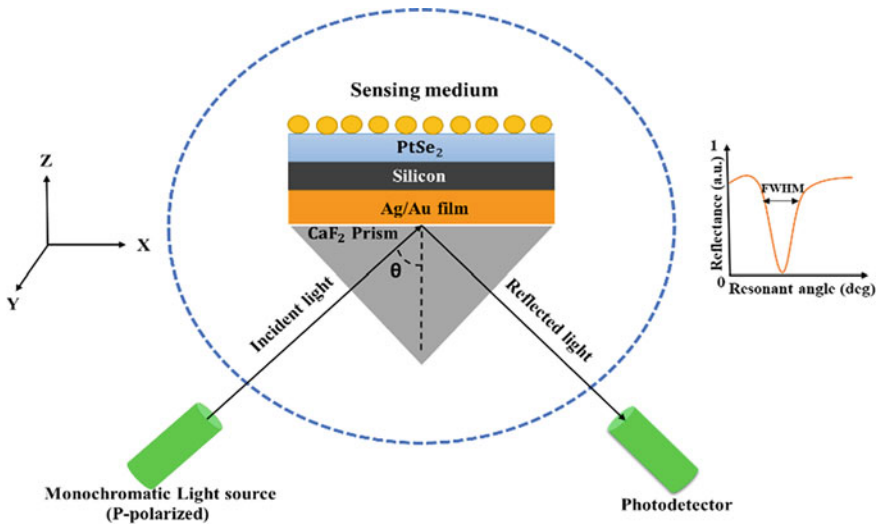 Sensing medium
PtSe₂
Silicon
Ag/Au film
CaF₂ Prism
θ
Incident light
Reflected light
Z
X
Y
Monochromatic Light source
(P-polarized)
Photodetector
1
FWHM
Reflectance (a.u.)
0
Resonant angle (deg)